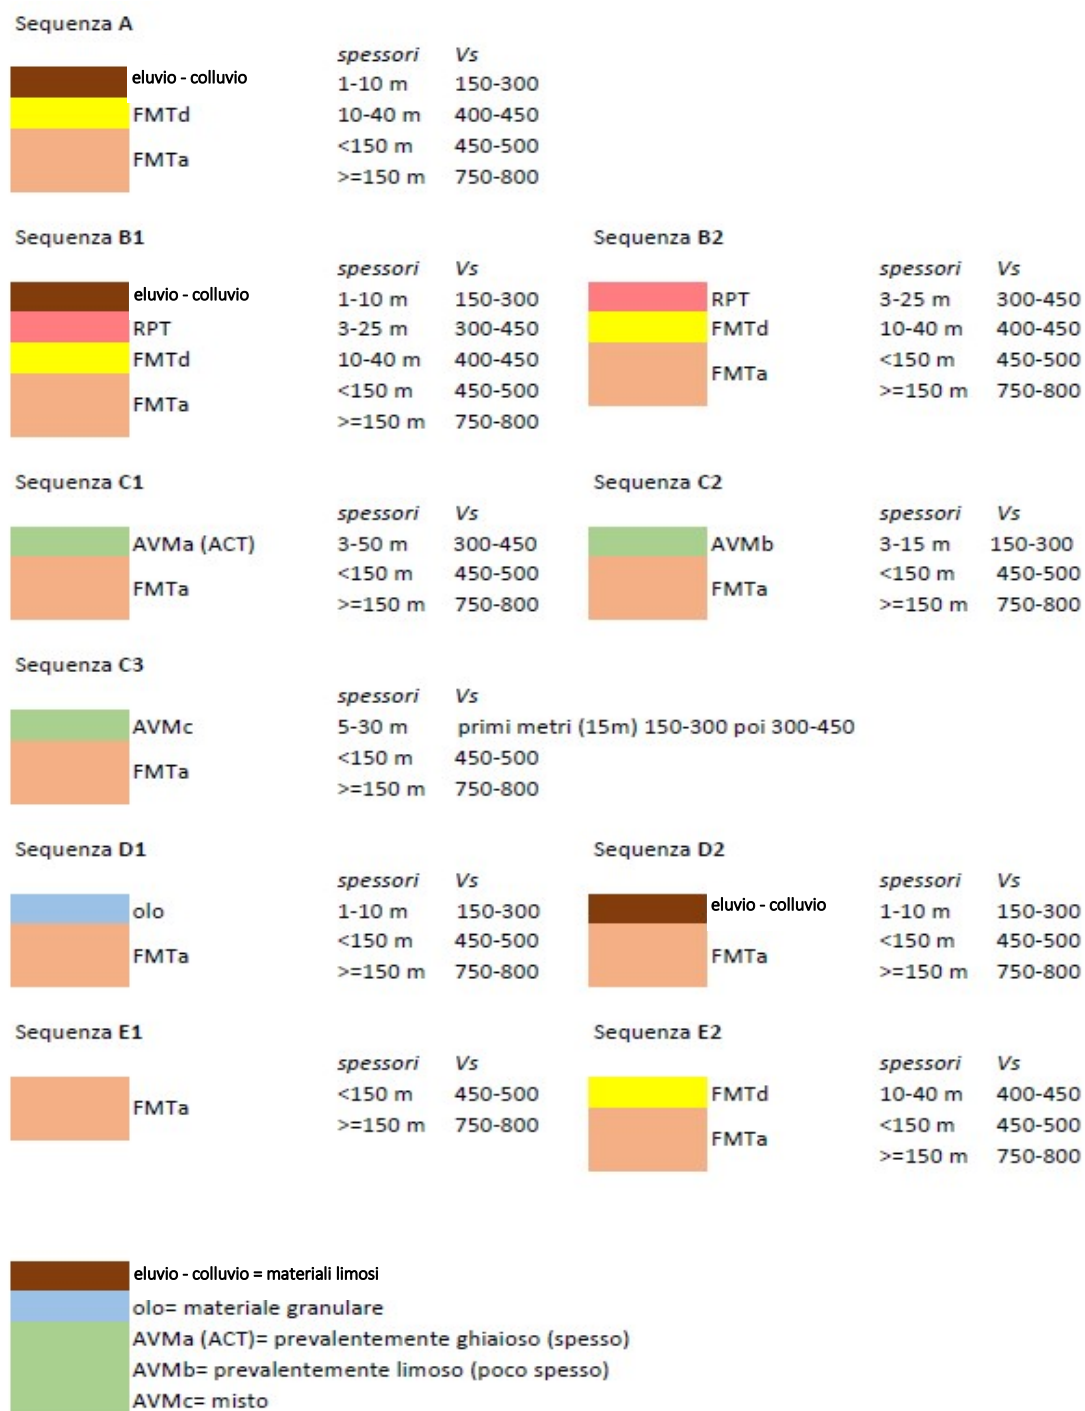 Sequenza A
spessori Vs
eluvio - colluvio 1-10 m 150-300
FMTd 10-40 m 400-450
<150 m 450-500
FMTa
>=150 m 750-800
Sequenza B1
spessori Vs
eluvio - colluvio 1-10 m 150-300
RPT 3-25 m 300-450
FMTd 10-40 m 400-450
<150 m 450-500
FMTa
>=150 m 750-800
Sequenza B2
spessori Vs
RPT 3-25 m 300-450
FMTd 10-40 m 400-450
<150 m 450-500
FMTa
>=150 m 750-800
Sequenza C1
spessori Vs
AVMa (ACT) 3-50 m 300-450
<150 m 450-500
FMTa
>=150 m 750-800
Sequenza C2
spessori Vs
AVMb 3-15 m 150-300
<150 m 450-500
FMTa
>=150 m 750-800
Sequenza C3
spessori Vs
AVMc 5-30 m primi metri (15m) 150-300 poi 300-450
<150 m 450-500
FMTa
>=150 m 750-800
Sequenza D1
spessori Vs
olo 1-10 m 150-300
<150 m 450-500
FMTa
>=150 m 750-800
Sequenza D2
spessori Vs
eluvio - colluvio 1-10 m 150-300
<150 m 450-500
FMTa
>=150 m 750-800
Sequenza E1
spessori Vs
<150 m 450-500
FMTa
>=150 m 750-800
Sequenza E2
spessori Vs
FMTd 10-40 m 400-450
<150 m 450-500
FMTa
>=150 m 750-800
eluvio - colluvio = materiali limosi
olo= materiale granulare
AVMa (ACT)= prevalentemente ghiaioso (spesso)
AVMb= prevalentemente limoso (poco spesso)
AVMc= misto